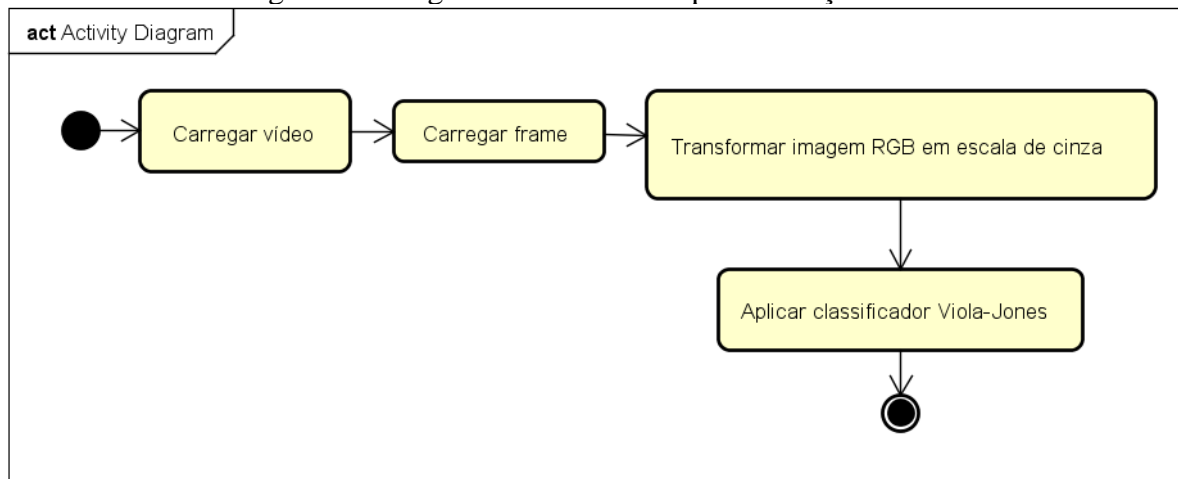 act Activity Diagram
Carregar vídeo
Carregar frame
Transformar imagem RGB em escala de cinza
Aplicar classificador Viola-Jones